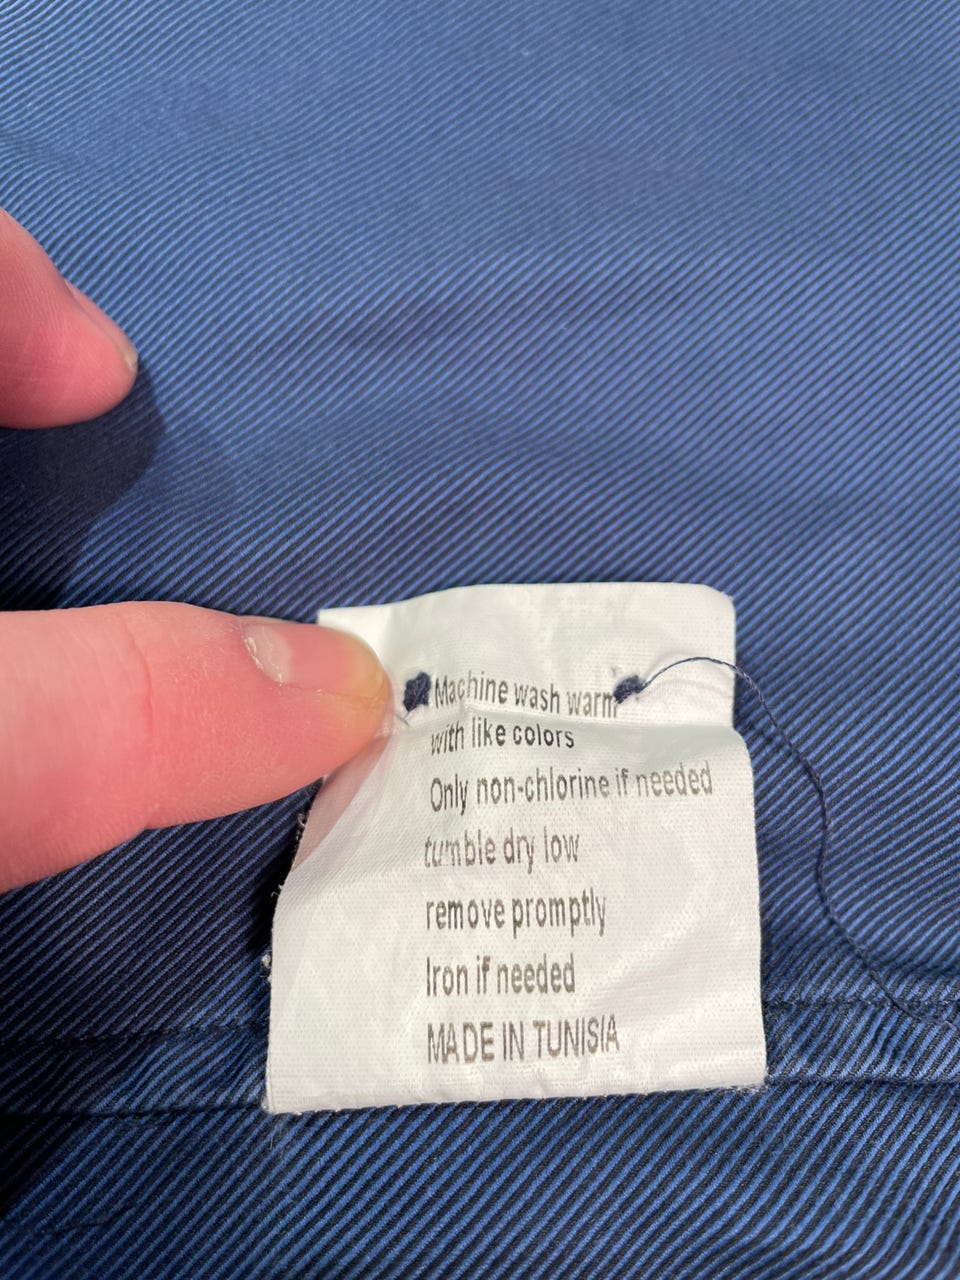 Machine wash warm
with like colors
Only non-chlorine if needed
tumble dry low
remove promptly
Iron if needed
MADE IN TUNISIA